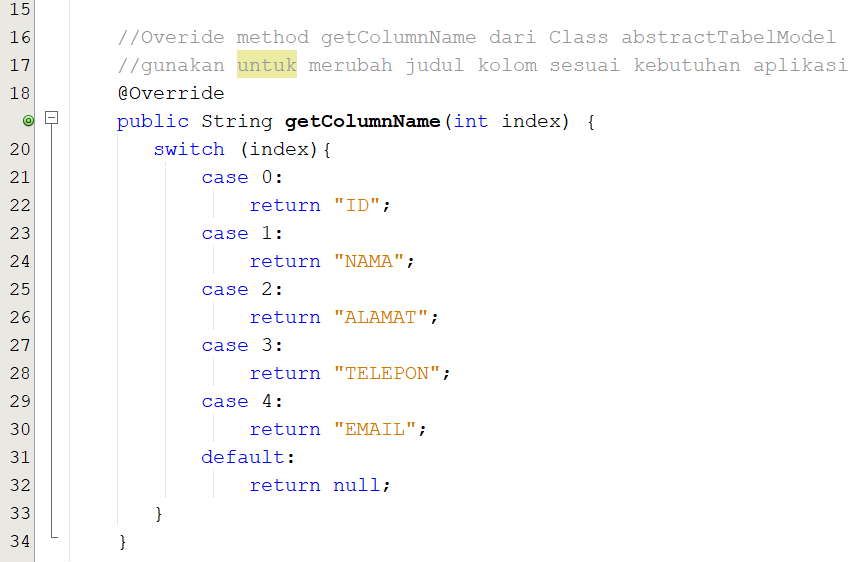 15
16 //Overide method getColumnName dari Class abstractTabelModel
17 //gunakan untuk merubah judul kolom sesuai kebutuhan aplikasi
18 @Override
public String getColumnName(int index) {
20 switch (index){
21 case 0:
22 return "ID";
23 case 1:
24 return "NAMA";
25 case 2:
26 return "ALAMAT";
27 case 3:
28 return "TELEPON";
29 case 4:
30 return "EMAIL";
31 default:
32 return null;
33 }
34 }